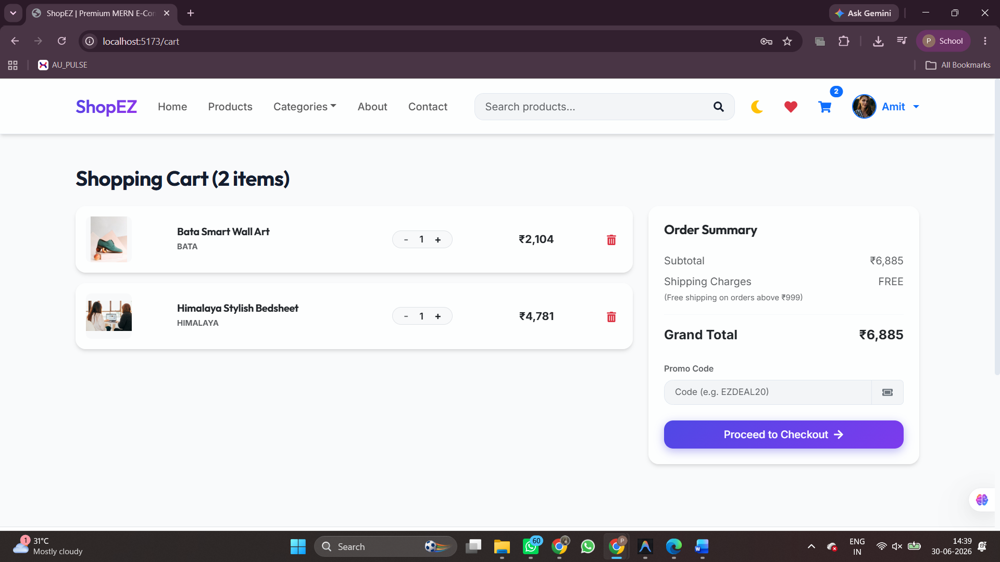 ShopEZ | Premium MERN E-Con
Ask Gemini
localhost:5173/cart
P School
AU_PULSE
All Bookmarks
ShopEZ
Home
Products
Categories
About
Contact
Search products...
2
Amit
Shopping Cart (2 items)
Bata Smart Wall Art
BATA
- 1 +
₹2,104
Himalaya Stylish Bedsheet
HIMALAYA
- 1 +
₹4,781
Order Summary
Subtotal ₹6,885
Shipping Charges FREE
(Free shipping on orders above ₹999)
Grand Total ₹6,885
Promo Code
Code (e.g. EZDEAL20)
Proceed to Checkout →
1
31°C
Mostly cloudy
Search
60
P
W
ENG
IN
14:39
30-06-2026